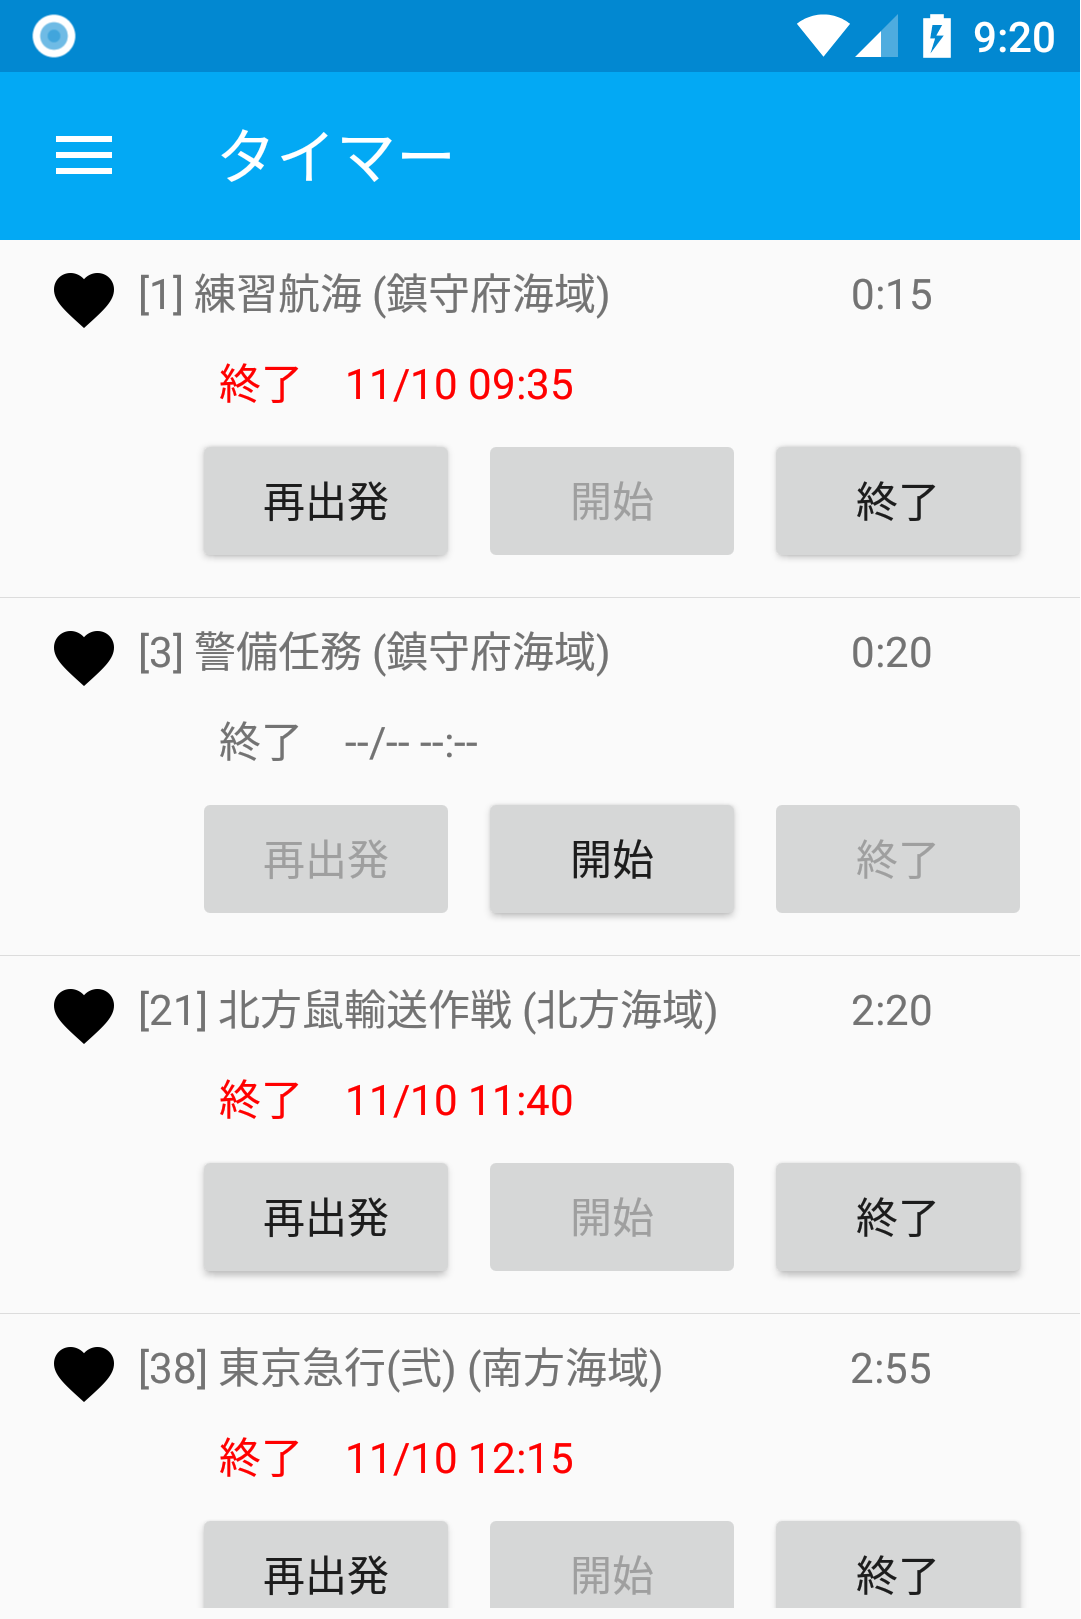 9:20
タイマー
[1] 練習航海 (鎮守府海域) 0:15
終了 11/10 09:35
再出発 開始 終了
[3] 警備任務 (鎮守府海域) 0:20
終了 --/-- --:--
再出発 開始 終了
[21] 北方鼠輸送作戦 (北方海域) 2:20
終了 11/10 11:40
再出発 開始 終了
[38] 東京急行(弐) (南方海域) 2:55
終了 11/10 12:15
再出発 開始 終了